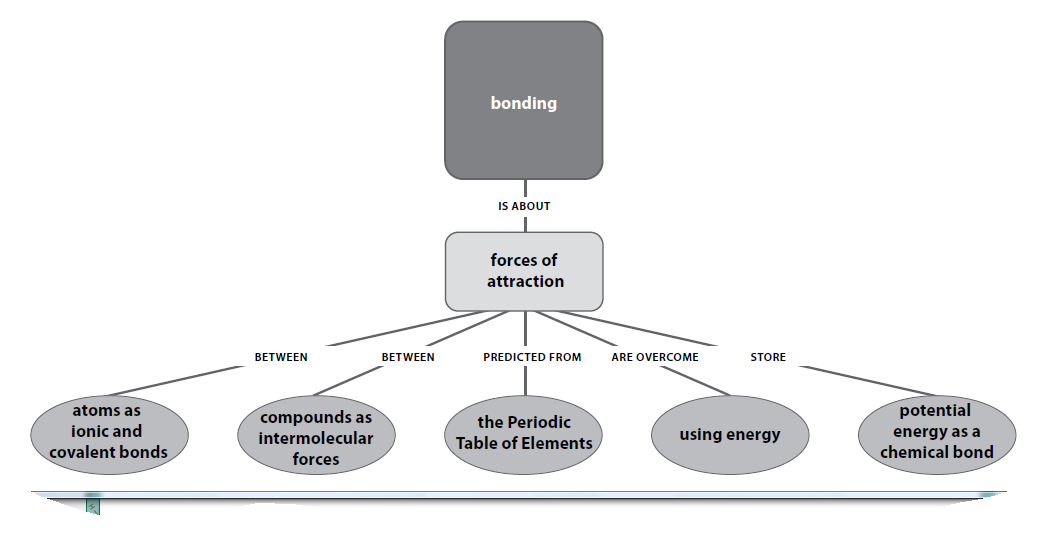 bonding
IS ABOUT
forces of
attraction
BETWEEN
BETWEEN
PREDICTED FROM
ARE OVERCOME
STORE
atoms as
ionic and
covalent bonds
compounds as
intermolecular
forces
the Periodic
Table of Elements
using energy
potential
energy as a
chemical bond